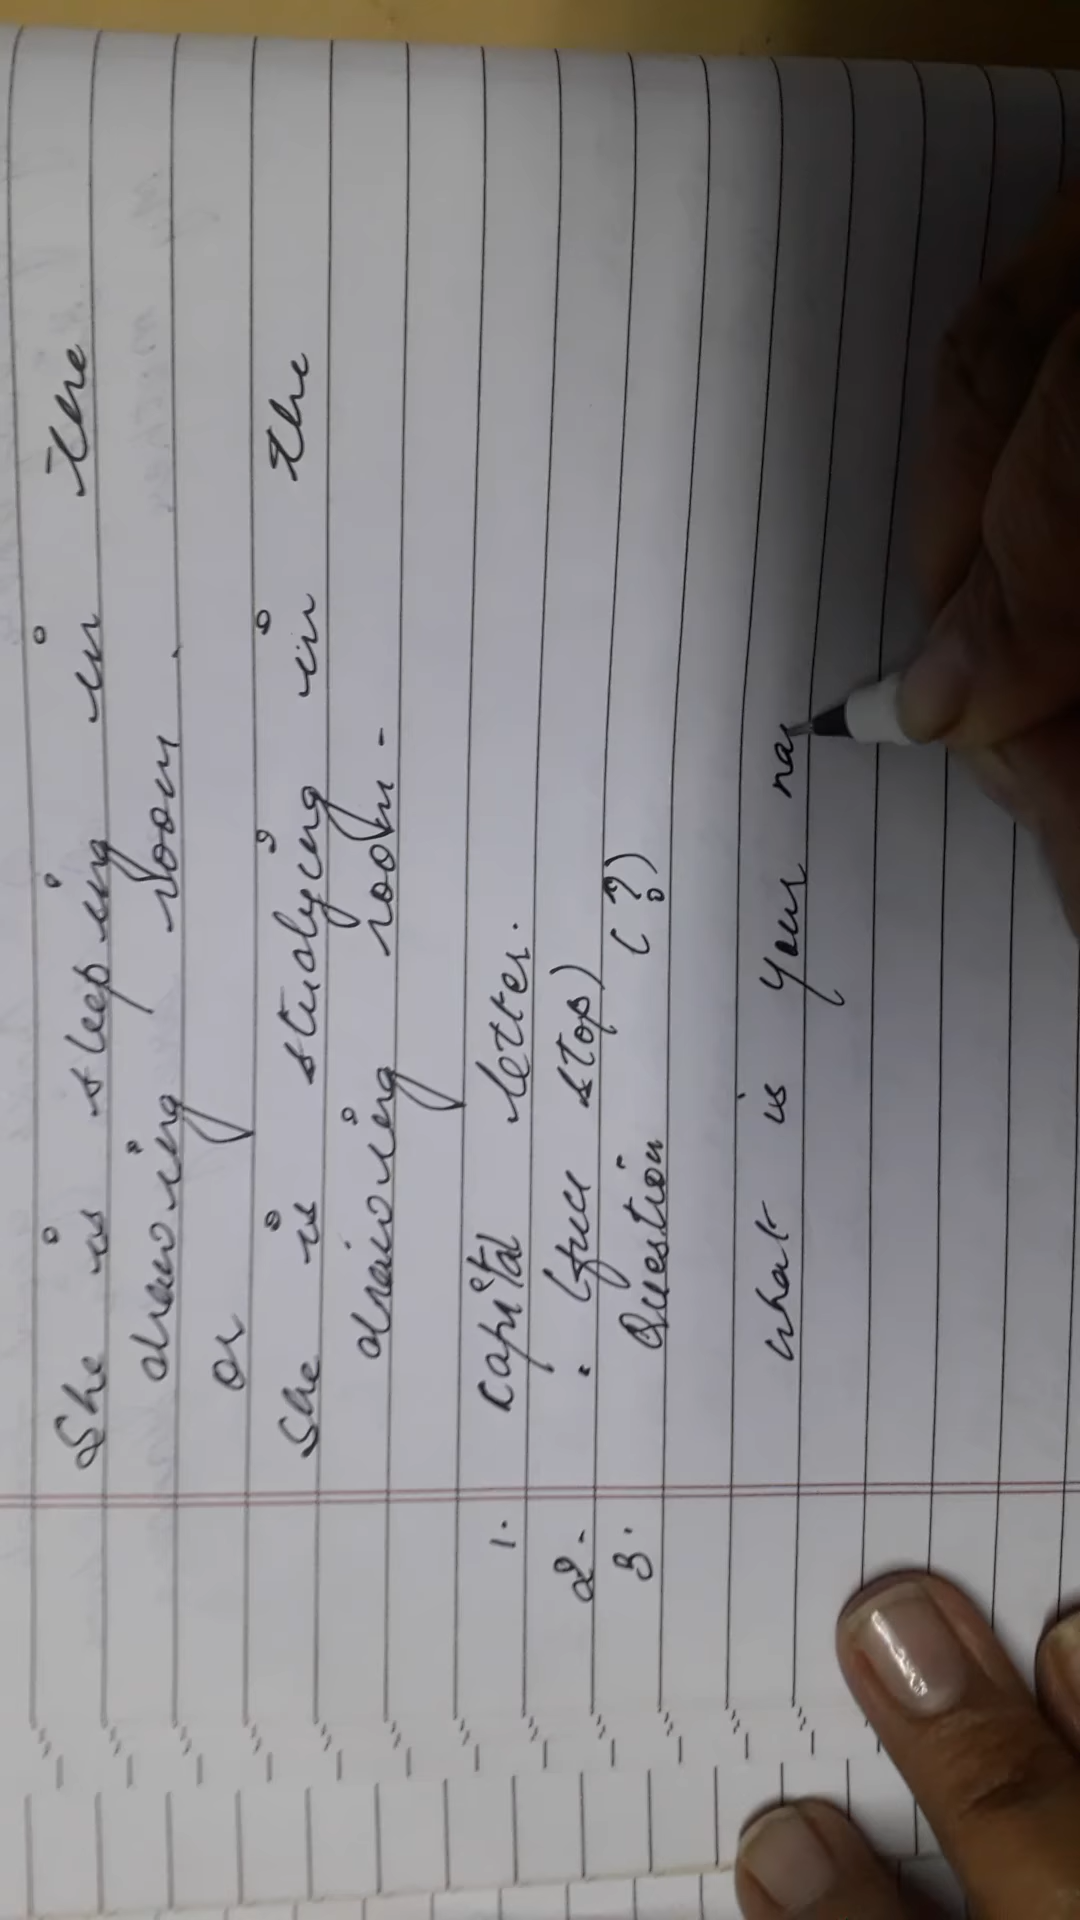 She is sleeping in the
drawing room.
or
She is studying in the
drawing room.
1. Capital letter.
2. . (full stop)
3. Question (?)
what is your na